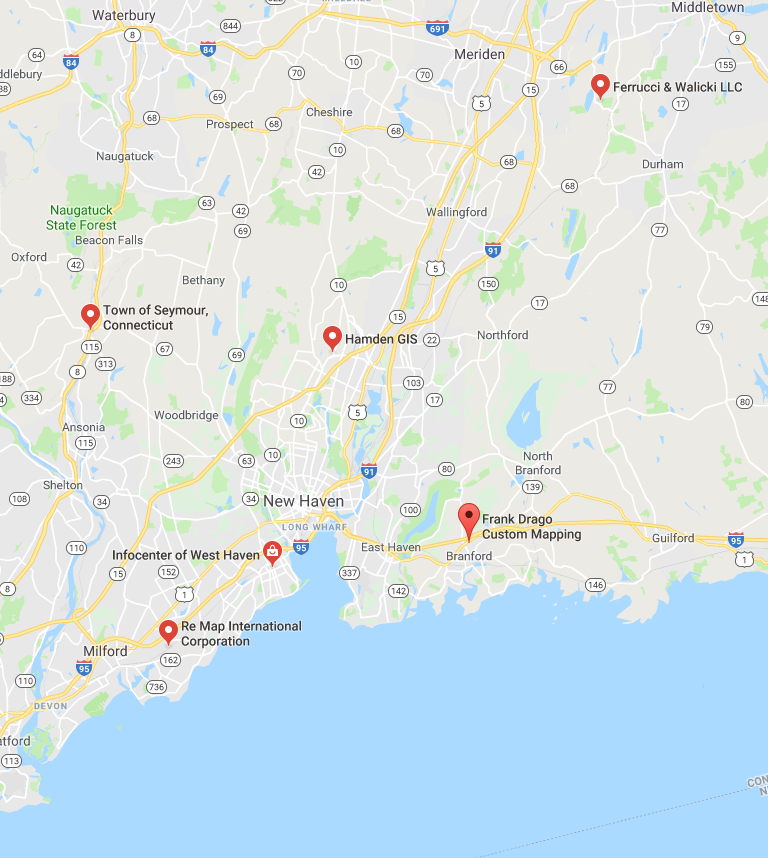 Waterbury
Middletown
8
844
691
9
84
84
64
Meriden
10
66
155
70
70
15
Ferrucci & Walicki LLC
69
5
17
Cheshire
68
Prospect
68
68
10
Naugatuck
68
Durham
42
68
63
42
Wallingford
Naugatuck
State Forest
69
77
Beacon Falls
91
Oxford
42
5
Bethany
10
150
17
Town of Seymour,
Connecticut
15
79
Northford
Hamden GIS
22
115
67
69
313
8
103
77
334
17
80
5
Woodbridge
10
Ansonia
115
North
Branford
10
243
63
91
80
Shelton
139
108
34
34
New Haven
100
Frank Drago
Custom Mapping
LONG WHARF
Guilford
95
110
95
East Haven
Infocenter of West Haven
Branford
1
15
152
337
146
8
142
1
Re Map International
Corporation
Milford
162
95
110
736
DEVON
113